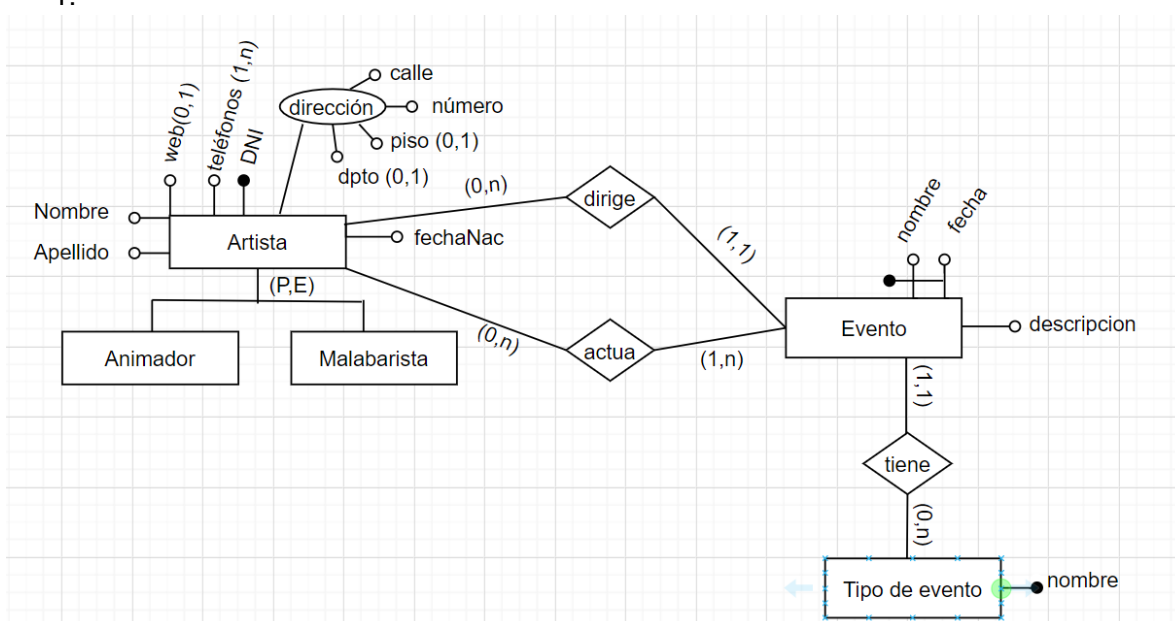 1.
calle
dirección
número
piso (0,1)
dpto (0,1)
web(0,1)
teléfonos (1,n)
DNI
Nombre
Apellido
Artista
fechaNac
(P,E)
Animador
Malabarista
(0,n)
dirige
(1,1)
(0,n)
actua
(1,n)
nombre
fecha
Evento
descripcion
(1,1)
tiene
(0,n)
Tipo de evento
nombre